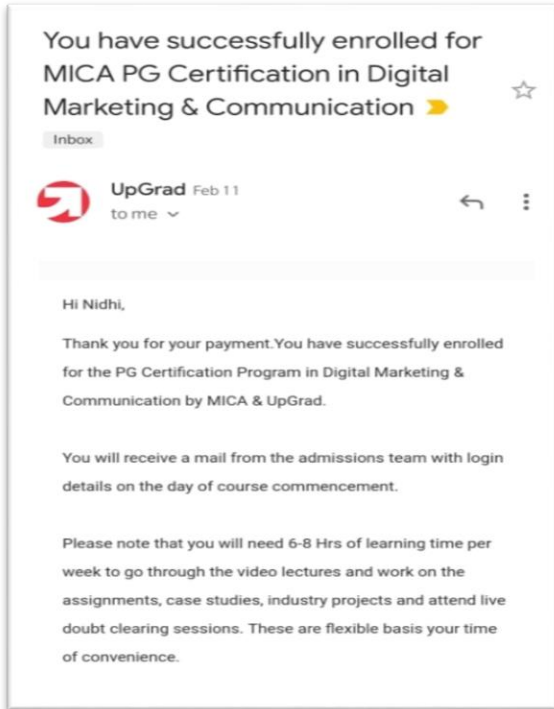 You have successfully enrolled for
MICA PG Certification in Digital
Marketing & Communication
Inbox
UpGrad Feb 11
to me
Hi Nidhi,
Thank you for your payment.You have successfully enrolled
for the PG Certification Program in Digital Marketing &
Communication by MICA & UpGrad.
You will receive a mail from the admissions team with login
details on the day of course commencement.
Please note that you will need 6-8 Hrs of learning time per
week to go through the video lectures and work on the
assignments, case studies, industry projects and attend live
doubt clearing sessions. These are flexible basis your time
of convenience.